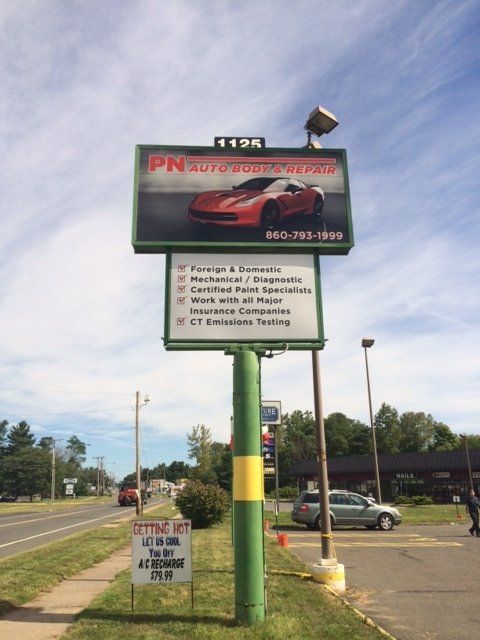 1125
PN
AUTO BODY & REPAIR
860-793-1999
Foreign & Domestic
Mechanical / Diagnostic
Certified Paint Specialists
Work with all Major
Insurance Companies
CT Emissions Testing
NAILS
GETTING HOT
LET US COOL
YOU OFF
A/C RECHARGE
$79.99